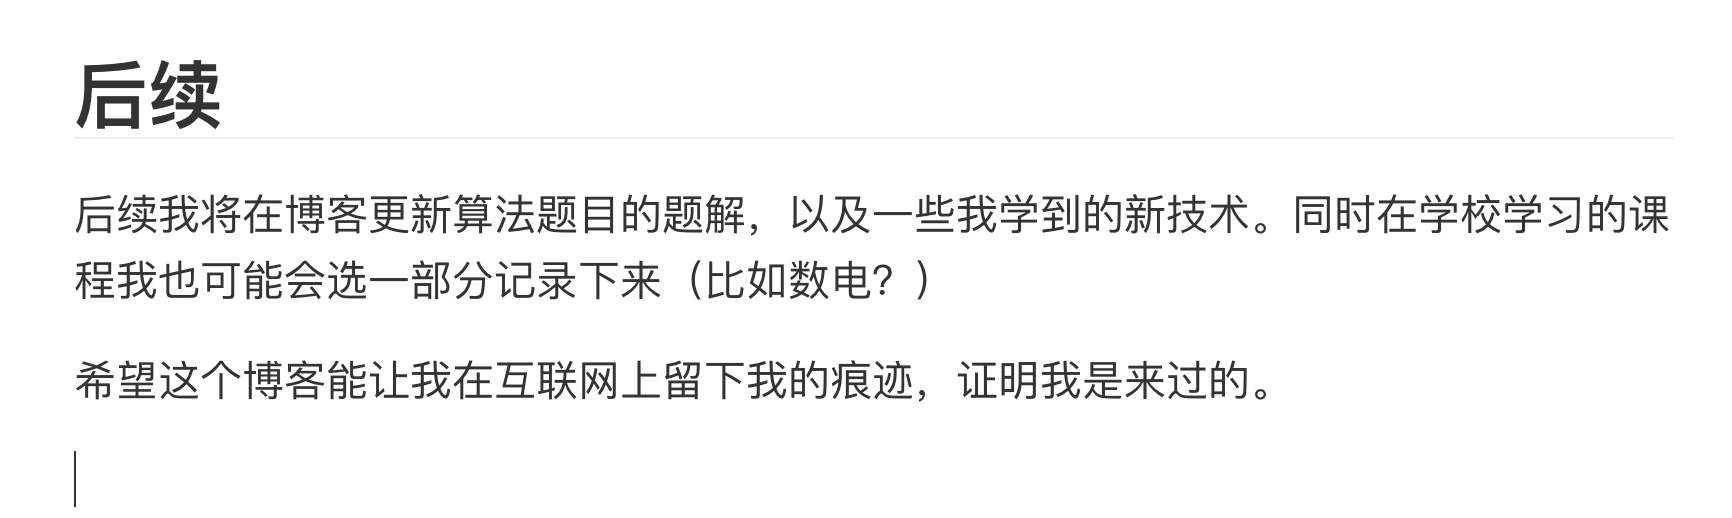 后续
后续我将在博客更新算法题目的题解，以及一些我学到的新技术。同时在学校学习的课
程我也可能会选一部分记录下来（比如数电？）
希望这个博客能让我在互联网上留下我的痕迹，证明我是来过的。